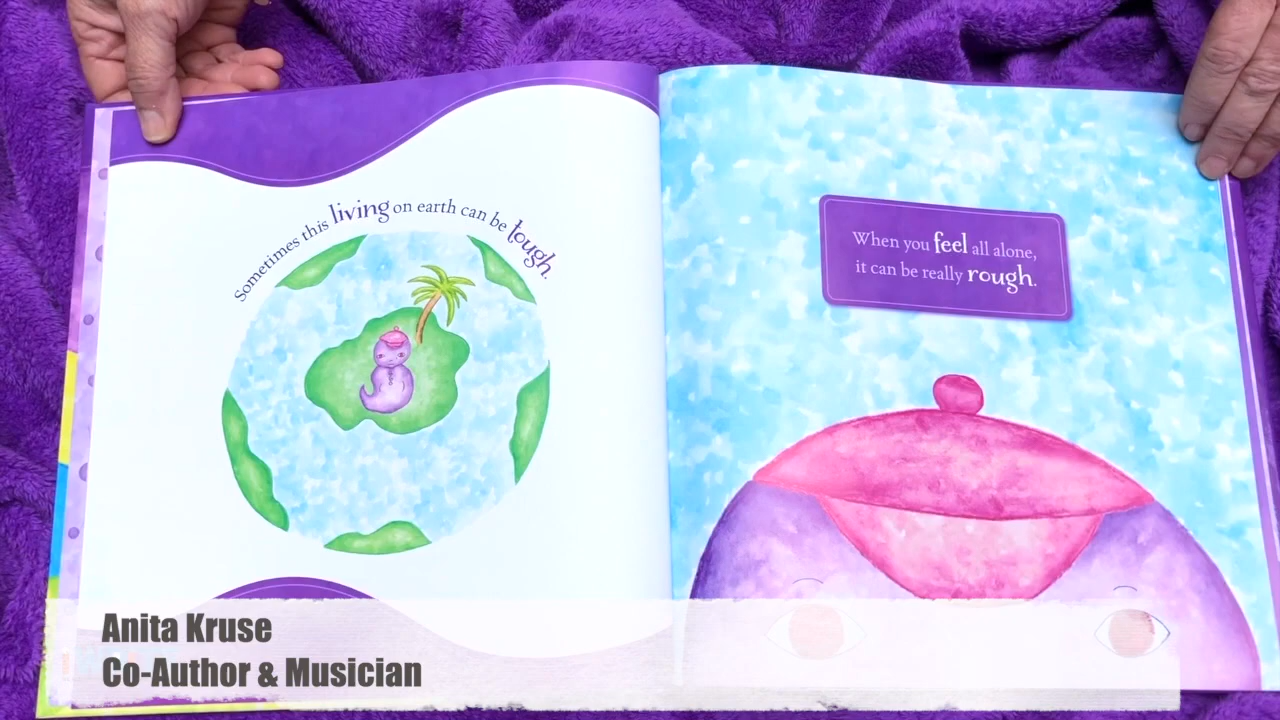 Sometimes this living on earth can be tough.
When you feel all alone,
it can be really rough.
Anita Kruse
Co-Author & Musician